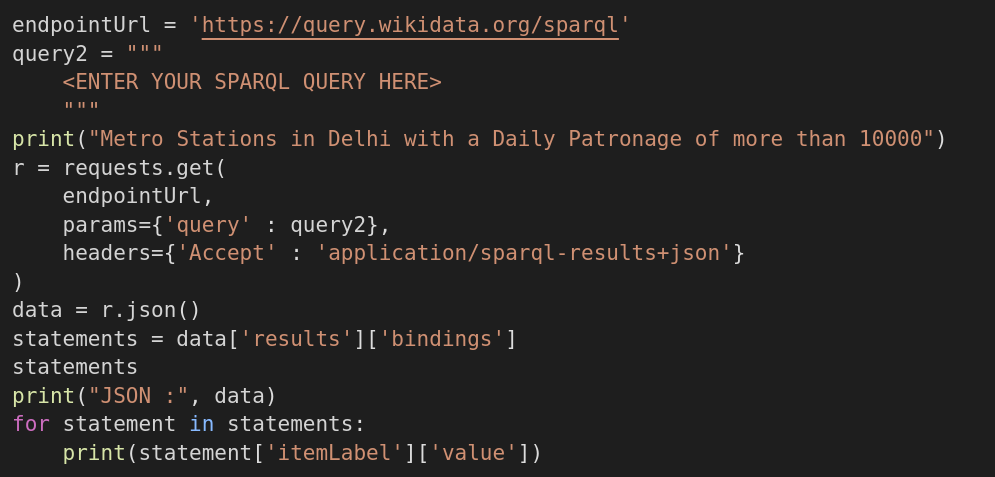 endpointUrl = 'https://query.wikidata.org/sparql'
query2 = """
    <ENTER YOUR SPARQL QUERY HERE>
    """
print("Metro Stations in Delhi with a Daily Patronage of more than 10000")
r = requests.get(
    endpointUrl,
    params={'query' : query2},
    headers={'Accept' : 'application/sparql-results+json'}
)
data = r.json()
statements = data['results']['bindings']
statements
print("JSON :", data)
for statement in statements:
    print(statement['itemLabel']['value'])